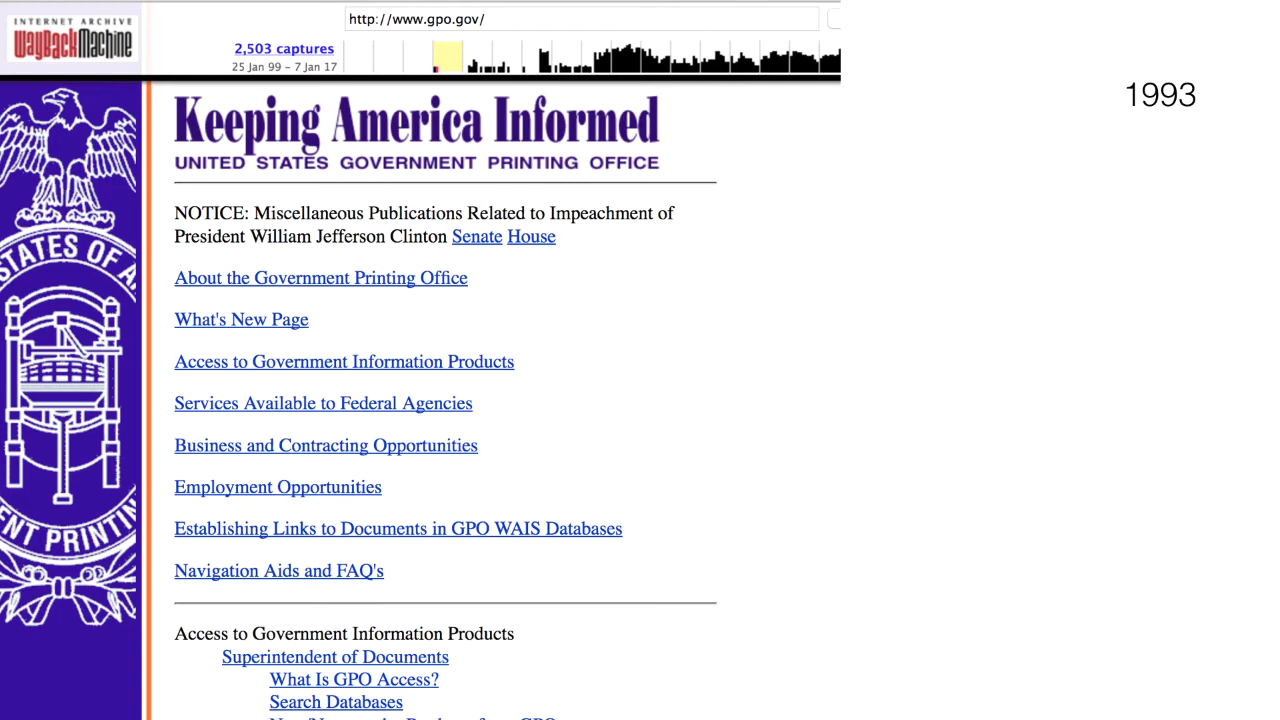 INTERNET ARCHIVE
WayBackMachine
http://www.gpo.gov/
2,503 captures
25 Jan 99 – 7 Jan 17
1993
Keeping America Informed
UNITED STATES GOVERNMENT PRINTING OFFICE
NOTICE: Miscellaneous Publications Related to Impeachment of
President William Jefferson Clinton Senate House
About the Government Printing Office
What's New Page
Access to Government Information Products
Services Available to Federal Agencies
Business and Contracting Opportunities
Employment Opportunities
Establishing Links to Documents in GPO WAIS Databases
Navigation Aids and FAQ's
Access to Government Information Products
Superintendent of Documents
What Is GPO Access?
Search Databases
STATES OF A
ENT PRINTIN